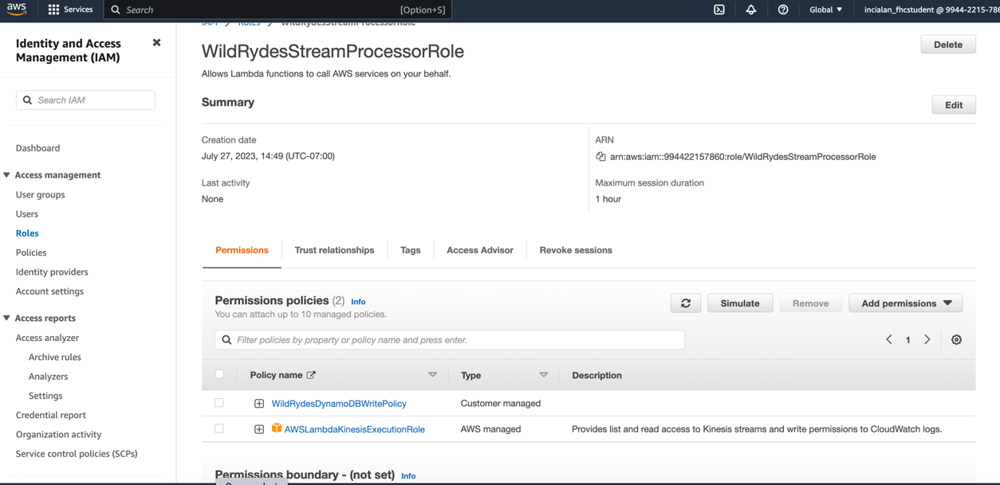 aws Services Search [Option+S] Global incialan_fhcstudent @ 9944-2215-786
Identity and Access Management (IAM)
Search IAM
Dashboard
Access management
User groups
Users
Roles
Policies
Identity providers
Account settings
Access reports
Access analyzer
Archive rules
Analyzers
Settings
Credential report
Organization activity
Service control policies (SCPs)
IAM > Roles > WildRydesStreamProcessorRole
WildRydesStreamProcessorRole Delete
Allows Lambda functions to call AWS services on your behalf.
Summary Edit
Creation date
July 27, 2023, 14:49 (UTC-07:00)
Last activity
None
ARN
arn:aws:iam::994422157860:role/WildRydesStreamProcessorRole
Maximum session duration
1 hour
Permissions Trust relationships Tags Access Advisor Revoke sessions
Permissions policies (2) Info
You can attach up to 10 managed policies.
Simulate Remove Add permissions
Filter policies by property or policy name and press enter. 1
Policy name Type Description
WildRydesDynamoDBWritePolicy Customer managed
AWSLambdaKinesisExecutionRole AWS managed Provides list and read access to Kinesis streams and write permissions to CloudWatch logs.
Permissions boundary - (not set) Info